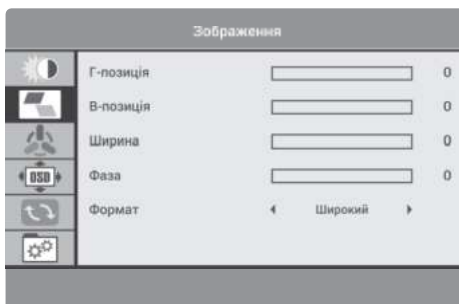 Зображення
Г-позиція 0
В-позиція 0
Ширина 0
Фаза 0
Формат Широкий
OSD